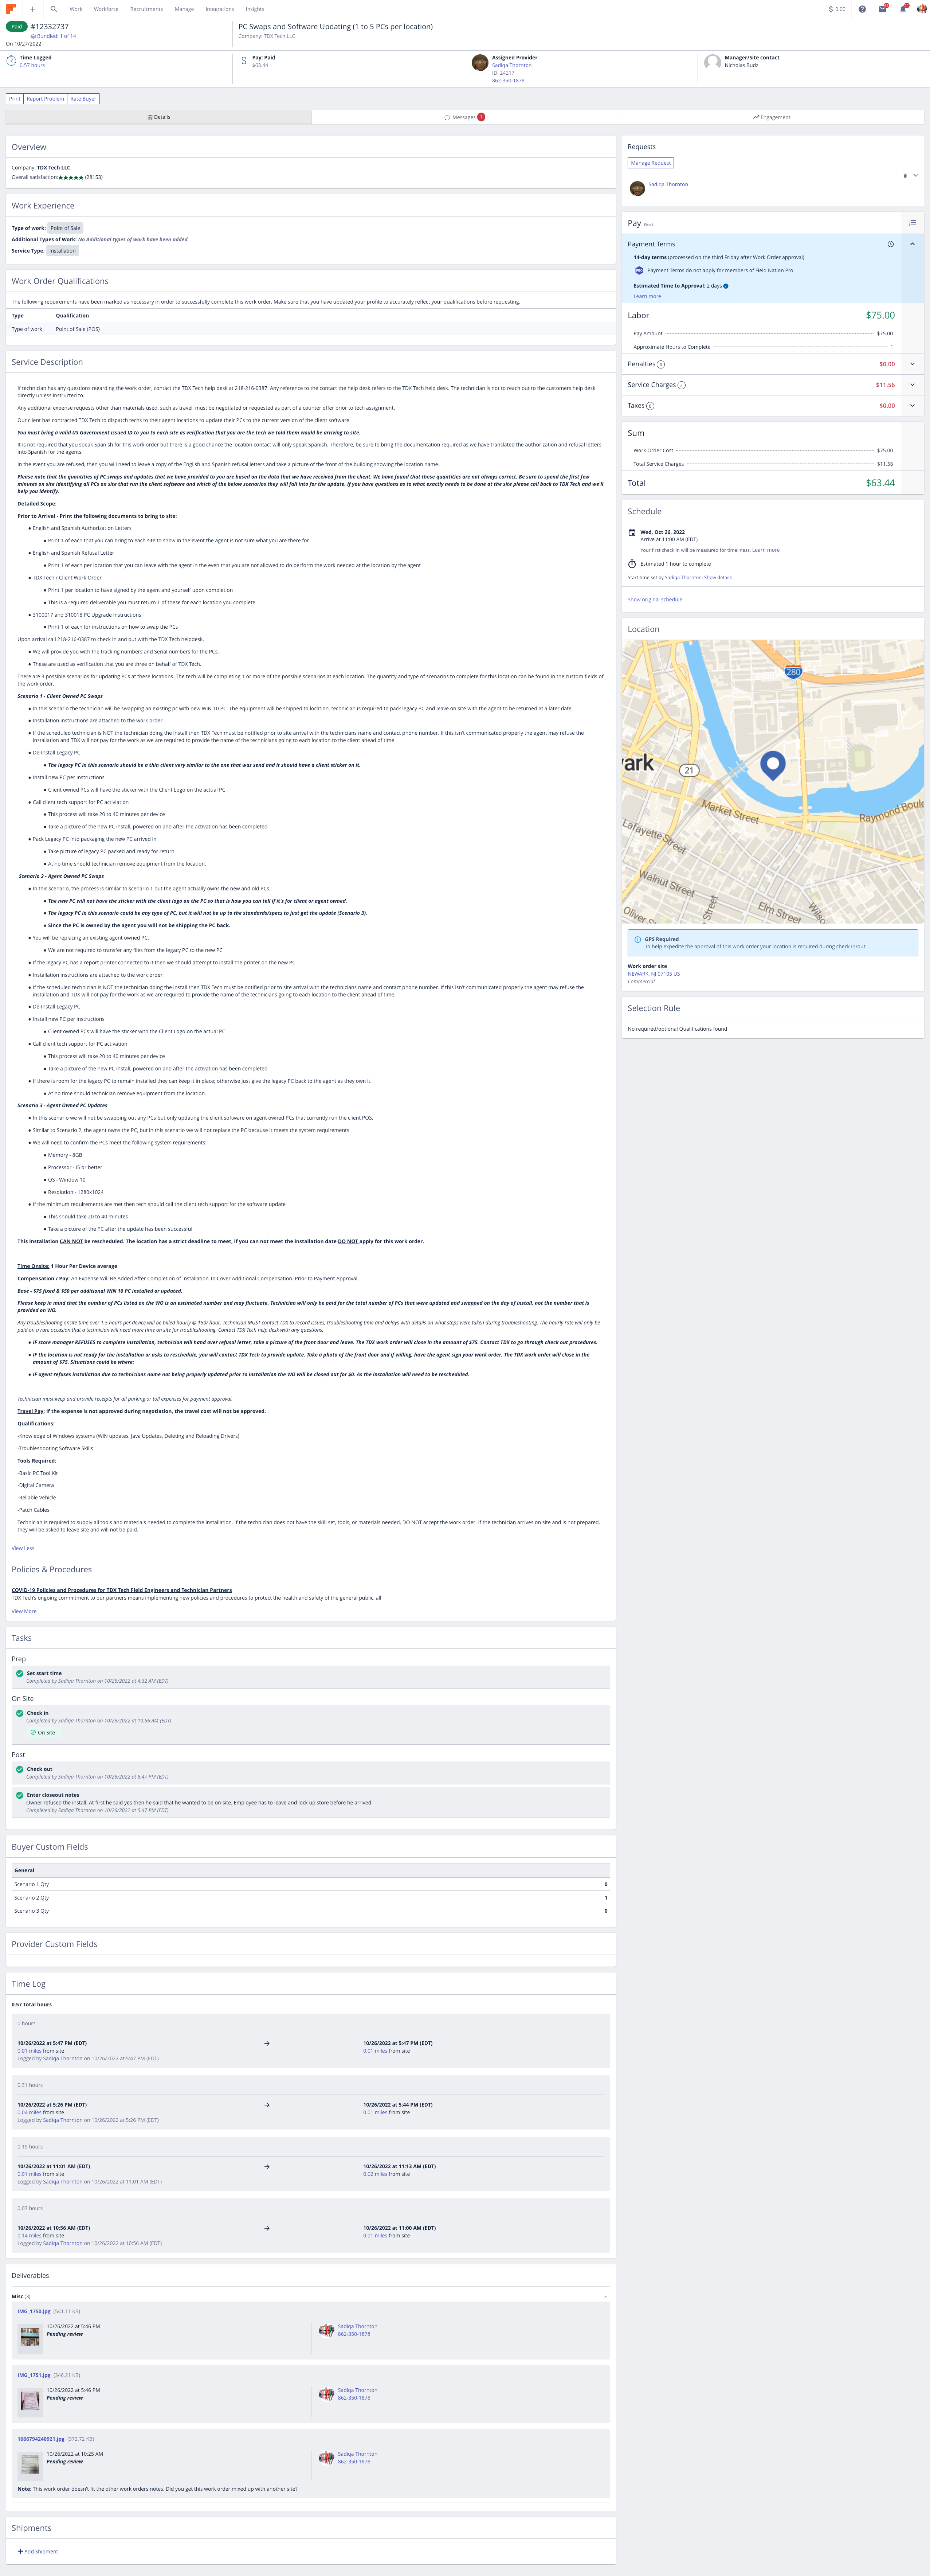 Work
Workforce
Recruitments
Manage
Integrations
Insights
$ 0.00
Paid
#12332737
Bundled: 1 of 14
On 10/27/2022
PC Swaps and Software Updating (1 to 5 PCs per location)
Company: TDX Tech LLC
Time Logged
0.57 hours
Pay: Paid
$63.44
Assigned Provider
Sadiqa Thornton
ID: 24217
862-350-1878
Manager/Site contact
Nicholas Budz
Print
Report Problem
Rate Buyer
Details
Messages 1
Engagement
Overview
Company: TDX Tech LLC
Overall satisfaction: ★★★★★ (28153)
Work Experience
Type of work: Point of Sale
Additional Types of Work: No Additional types of work have been added
Service Type: Installation
Work Order Qualifications
The following requirements have been marked as necessary in order to successfully complete this work order. Make sure that you have updated your profile to accurately reflect your qualifications before requesting.
Type Qualification
Type of work Point of Sale (POS)
Service Description
If technician has any questions regarding the work order, contact the TDX Tech help desk at 218-216-0387. Any reference to the contact the help desk refers to the TDX Tech help desk. The technician is not to reach out to the customers help desk
directly unless instructed to.
Any additional expense requests other than materials used, such as travel, must be negotiated or requested as part of a counter offer prior to tech assignment.
Our client has contracted TDX Tech to dispatch techs to their agent locations to update their PCs to the current version of the client software.
You must bring a valid US Government issued ID to you to each site as verification that you are the tech we told them would be arriving to site.
It is not required that you speak Spanish for this work order but there is a good chance the location contact will only speak Spanish. Therefore, be sure to bring the documentation required as we have translated the authorization and refusal letters
into Spanish for the agents.
In the event you are refused, then you will need to leave a copy of the English and Spanish refusal letters and take a picture of the front of the building showing the location name.
Please note that the quantities of PC swaps and updates that we have provided to you are based on the data that we have received from the client. We have found that these quantities are not always correct. Be sure to spend the first few
minutes on site identifying all PCs on site that run the client software and which of the below scenarios they will fall into for the update. If you have questions as to what exactly needs to be done at the site please call back to TDX Tech and we'll
help you identify.
Detailed Scope:
Prior to Arrival - Print the following documents to bring to site:
● English and Spanish Authorization Letters
● Print 1 of each that you can bring to each site to show in the event the agent is not sure what you are there for
● English and Spanish Refusal Letter
● Print 1 of each per location that you can leave with the agent in the even that you are not allowed to do perform the work needed at the location by the agent
● TDX Tech / Client Work Order
● Print 1 per location to have signed by the agent and yourself upon completion
● This is a required deliverable you must return 1 of these for each location you complete
● 3100017 and 310018 PC Upgrade Instructions
● Print 1 of each for instructions on how to swap the PCs
Upon arrival call 218-216-0387 to check in and out with the TDX Tech helpdesk.
● We will provide you with the tracking numbers and Serial numbers for the PCs.
● These are used as verification that you are three on behalf of TDX Tech.
There are 3 possible scenarios for updating PCs at these locations. The tech will be completing 1 or more of the possible scenarios at each location. The quantity and type of scenarios to complete for this location can be found in the custom fields of
the work order.
Scenario 1 - Client Owned PC Swaps
● In this scenario the technician will be swapping an existing pc with new WIN 10 PC. The equipment will be shipped to location, technician is required to pack legacy PC and leave on site with the agent to be returned at a later date.
● Installation instructions are attached to the work order
● If the scheduled technician is NOT the technician doing the install then TDX Tech must be notified prior to site arrival with the technicians name and contact phone number. If this isn't communicated properly the agent may refuse the
installation and TDX will not pay for the work as we are required to provide the name of the technicians going to each location to the client ahead of time.
● De-Install Legacy PC
● The legacy PC in this scenario should be a thin client very similar to the one that was send and it should have a client sticker on it.
● Install new PC per instructions
● Client owned PCs will have the sticker with the Client Logo on the actual PC
● Call client tech support for PC activiation
● This process will take 20 to 40 minutes per device
● Take a picture of the new PC install, powered on and after the activation has been completed
● Pack Legacy PC into packaging the new PC arrived in
● Take picture of legacy PC packed and ready for return
● At no time should technician remove equipment from the location.
Scenario 2 - Agent Owned PC Swaps
● In this scenario, the process is similar to scenario 1 but the agent actually owns the new and old PCs.
● The new PC will not have the sticker with the client logo on the PC so that is how you can tell if it's for client or agent owned.
● The legacy PC in this scenario could be any type of PC, but it will not be up to the standards/specs to just get the update (Scenario 3).
● Since the PC is owned by the agent you will not be shipping the PC back.
● You will be replacing an existing agent owned PC.
● We are not required to transfer any files from the legacy PC to the new PC
● If the legacy PC has a report printer connected to it then we should attempt to install the printer on the new PC
● Installation instructions are attached to the work order
● If the scheduled technician is NOT the technician doing the install then TDX Tech must be notified prior to site arrival with the technicians name and contact phone number. If this isn't communicated properly the agent may refuse the
installation and TDX will not pay for the work as we are required to provide the name of the technicians going to each location to the client ahead of time.
● De-Install Legacy PC
● Install new PC per instructions
● Client owned PCs will have the sticker with the Client Logo on the actual PC
● Call client tech support for PC activation
● This process will take 20 to 40 minutes per device
● Take a picture of the new PC install, powered on and after the activation has been completed
● If there is room for the legacy PC to remain installed they can keep it in place; otherwise just give the legacy PC back to the agent as they own it.
● At no time should technician remove equipment from the location.
Scenario 3 - Agent Owned PC Updates
● In this scenario we will not be swapping out any PCs but only updating the client software on agent owned PCs that currently run the client POS.
● Similar to Scenario 2, the agent owns the PC, but in this scenario we will not replace the PC because it meets the system requirements.
● We will need to confirm the PCs meet the following system requirements:
● Memory - 8GB
● Processor - i5 or better
● OS - Window 10
● Resolution - 1280x1024
● If the minimum requirements are met then tech should call the client tech support for the software update
● This should take 20 to 40 minutes
● Take a picture of the PC after the update has been successful
This installation CAN NOT be rescheduled. The location has a strict deadline to meet, if you can not meet the installation date DO NOT apply for this work order.
Time Onsite: 1 Hour Per Device average
Compensation / Pay: An Expense Will Be Added After Completion of Installation To Cover Additional Compensation. Prior to Payment Approval.
Base - $75 fixed & $50 per additional WIN 10 PC installed or updated.
Please keep in mind that the number of PCs listed on the WO is an estimated number and may fluctuate. Technician will only be paid for the total number of PCs that were updated and swapped on the day of install, not the number that is
provided on WO.
Any troubleshooting onsite time over 1.5 hours per device will be billed hourly @ $50/ hour. Technician MUST contact TDX to record issues, troubleshooting time and delays with details on what steps were taken during troubleshooting. The hourly rate will only be
paid on a rare occasion that a technician will need more time on site for troubleshooting. Contact TDX Tech help desk with any questions.
● IF store manager REFUSES to complete installation, technician will hand over refusal letter, take a picture of the front door and leave. The TDX work order will close in the amount of $75. Contact TDX to go through check out procedures.
● If the location is not ready for the installation or asks to reschedule, you will contact TDX Tech to provide update. Take a photo of the front door and if willing, have the agent sign your work order. The TDX work order will close in the
amount of $75. Situations could be where:
● IF agent refuses installation due to technicians name not being properly updated prior to installation the WO will be closed out for $0. As the installation will need to be rescheduled.
Technician must keep and provide receipts for all parking or toll expenses for payment approval.
Travel Pay: If the expense is not approved during negotiation, the travel cost will not be approved.
Qualifications:
-Knowledge of Windows systems (WIN updates, Java Updates, Deleting and Reloading Drivers)
-Troubleshooting Software Skills
Tools Required:
-Basic PC Tool Kit
-Digital Camera
-Reliable Vehicle
-Patch Cables
Technician is required to supply all tools and materials needed to complete the installation. If the technician does not have the skill set, tools, or materials needed, DO NOT accept the work order. If the technician arrives on site and is not prepared,
they will be asked to leave site and will not be paid.
View Less
Policies & Procedures
COVID-19 Policies and Procedures for TDX Tech Field Engineers and Technician Partners
TDX Tech's ongoing commitment to our partners means implementing new policies and procedures to protect the health and safety of the general public, all
View More
Tasks
Prep
Set start time
Completed by Sadiqa Thornton on 10/25/2022 at 4:32 AM (EDT)
On Site
Check in
Completed by Sadiqa Thornton on 10/26/2022 at 10:56 AM (EDT)
On Site
Post
Check out
Completed by Sadiqa Thornton on 10/26/2022 at 5:47 PM (EDT)
Enter closeout notes
Owner refused the install. At first he said yes then he said that he wanted to be on-site. Employee has to leave and lock up store before he arrived.
Completed by Sadiqa Thornton on 10/26/2022 at 5:47 PM (EDT)
Buyer Custom Fields
General
Scenario 1 Qty 0
Scenario 2 Qty 1
Scenario 3 Qty 0
Provider Custom Fields
Time Log
0.57 Total hours
0 hours
10/26/2022 at 5:47 PM (EDT) → 10/26/2022 at 5:47 PM (EDT)
0.01 miles from site 0.01 miles from site
Logged by Sadiqa Thornton on 10/26/2022 at 5:47 PM (EDT)
0.31 hours
10/26/2022 at 5:26 PM (EDT) → 10/26/2022 at 5:44 PM (EDT)
0.04 miles from site 0.01 miles from site
Logged by Sadiqa Thornton on 10/26/2022 at 5:26 PM (EDT)
0.19 hours
10/26/2022 at 11:01 AM (EDT) → 10/26/2022 at 11:13 AM (EDT)
0.01 miles from site 0.02 miles from site
Logged by Sadiqa Thornton on 10/26/2022 at 11:01 AM (EDT)
0.07 hours
10/26/2022 at 10:56 AM (EDT) → 10/26/2022 at 11:00 AM (EDT)
0.14 miles from site 0.01 miles from site
Logged by Sadiqa Thornton on 10/26/2022 at 10:56 AM (EDT)
Deliverables
Misc (3)
IMG_1750.jpg (541.11 KB)
10/26/2022 at 5:46 PM
Pending review
Sadiqa Thornton
862-350-1878
IMG_1751.jpg (346.21 KB)
10/26/2022 at 5:46 PM
Pending review
Sadiqa Thornton
862-350-1878
1666794240921.jpg (372.72 KB)
10/26/2022 at 10:25 AM
Pending review
Sadiqa Thornton
862-350-1878
Note: This work order doesn't fit the other work orders notes. Did you get this work order mixed up with another site?
Shipments
+ Add Shipment
Requests
Manage Request
Sadiqa Thornton
Pay Fixed
Payment Terms
14-day terms (processed on the third Friday after Work Order approval)
PRO Payment Terms do not apply for members of Field Nation Pro
Estimated Time to Approval: 2 days
Learn more
Labor $75.00
Pay Amount $75.00
Approximate Hours to Complete 1
Penalties 0 $0.00
Service Charges 2 $11.56
Taxes 0 $0.00
Sum
Work Order Cost $75.00
Total Service Charges $11.56
Total $63.44
Schedule
Wed, Oct 26, 2022
Arrive at 11:00 AM (EDT)
Your first check in will be measured for timeliness. Learn more
Estimated 1 hour to complete
Start time set by Sadiqa Thornton. Show details
Show original schedule
Location
280
ark
21
Market Street
Raymond Boule
Lafayette Street
Walnut Street
Elm Street
Oliver S
Street
Wils
GPS Required
To help expedite the approval of this work order your location is required during check in/out.
Work order site
NEWARK, NJ 07105 US
Commercial
Selection Rule
No required/optional Qualifications found